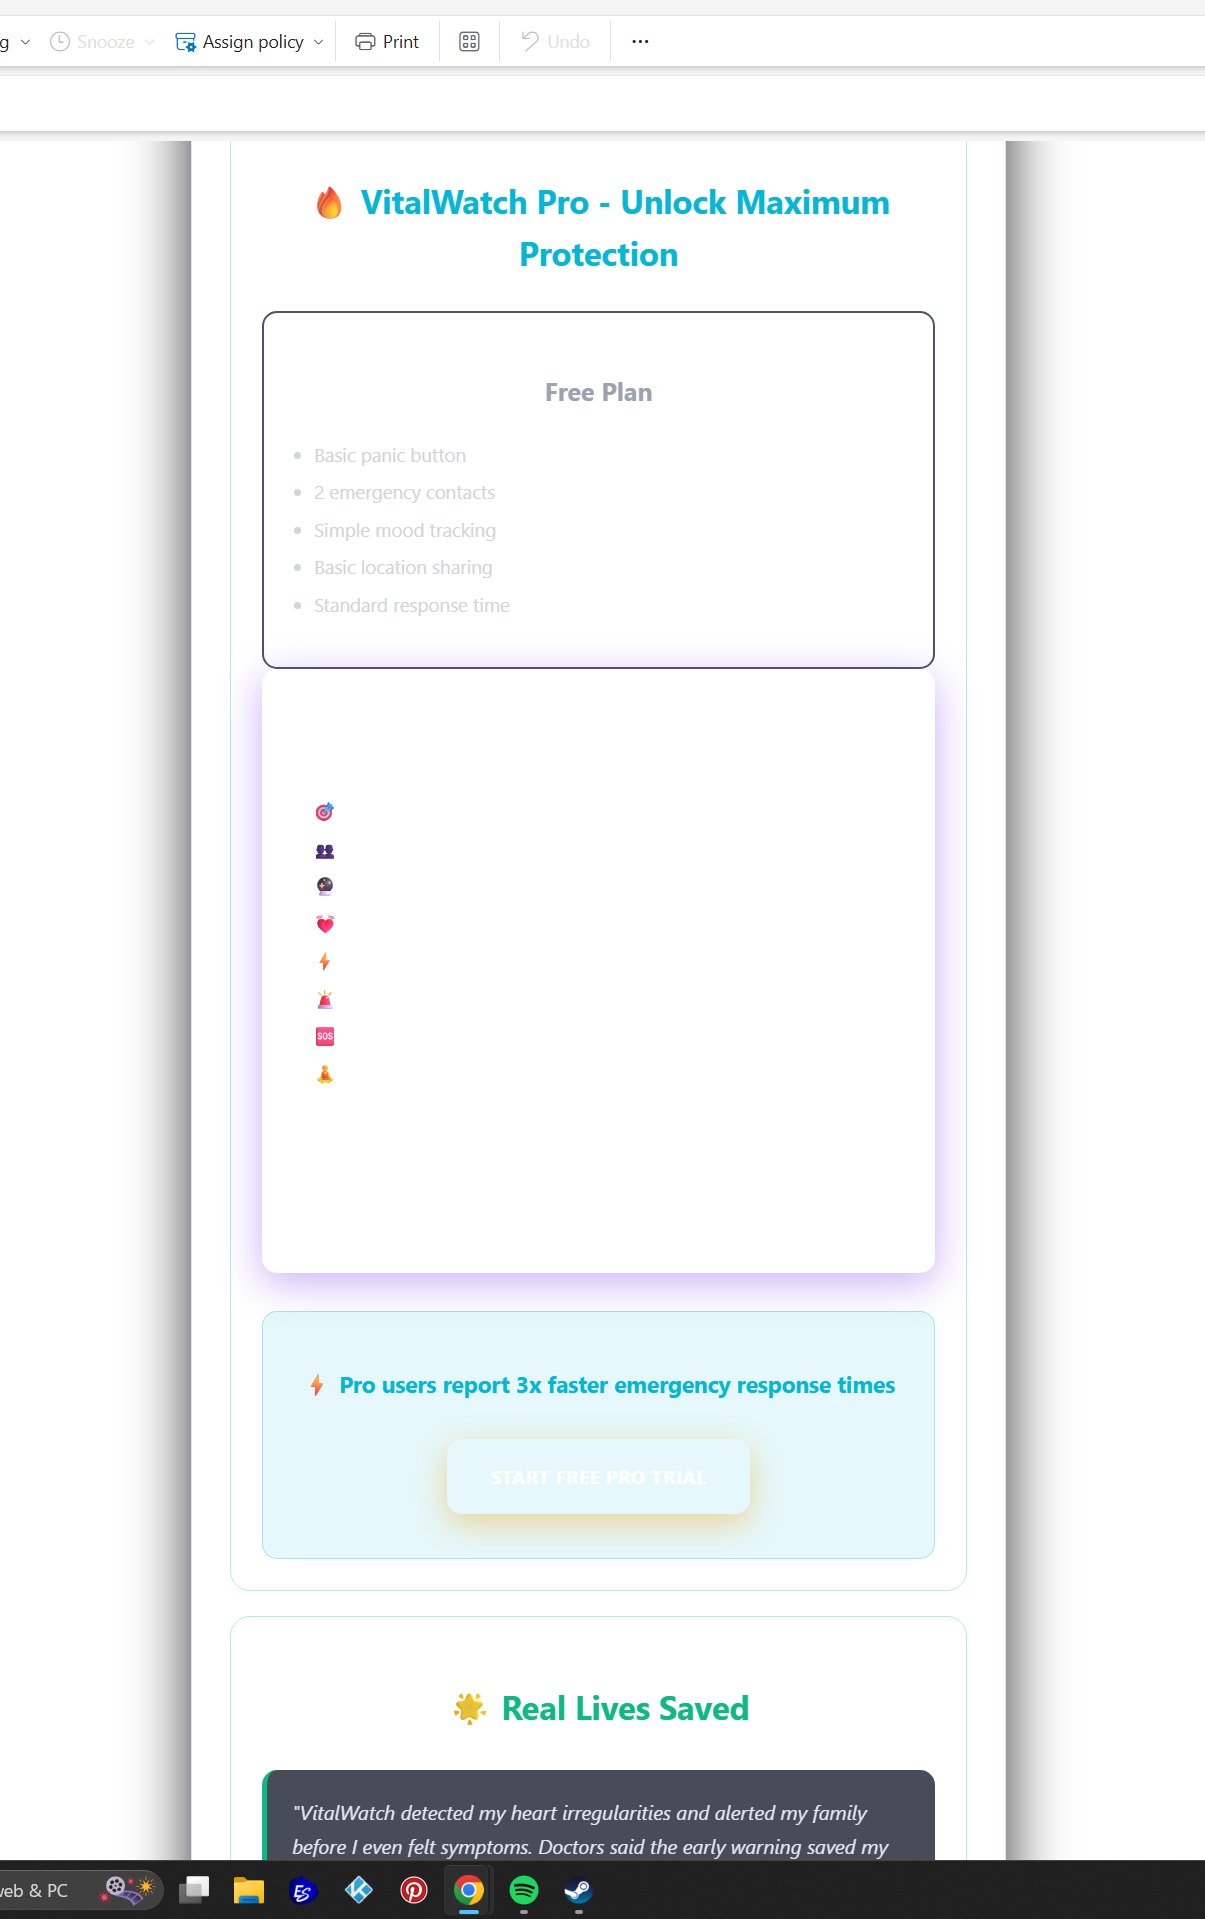 g Snooze Assign policy Print Undo
🔥 VitalWatch Pro - Unlock Maximum
Protection
Free Plan
• Basic panic button
• 2 emergency contacts
• Simple mood tracking
• Basic location sharing
• Standard response time
SOS
⚡ Pro users report 3x faster emergency response times
START FREE PRO TRIAL
🌟 Real Lives Saved
"VitalWatch detected my heart irregularities and alerted my family
before I even felt symptoms. Doctors said the early warning saved my
web & PC